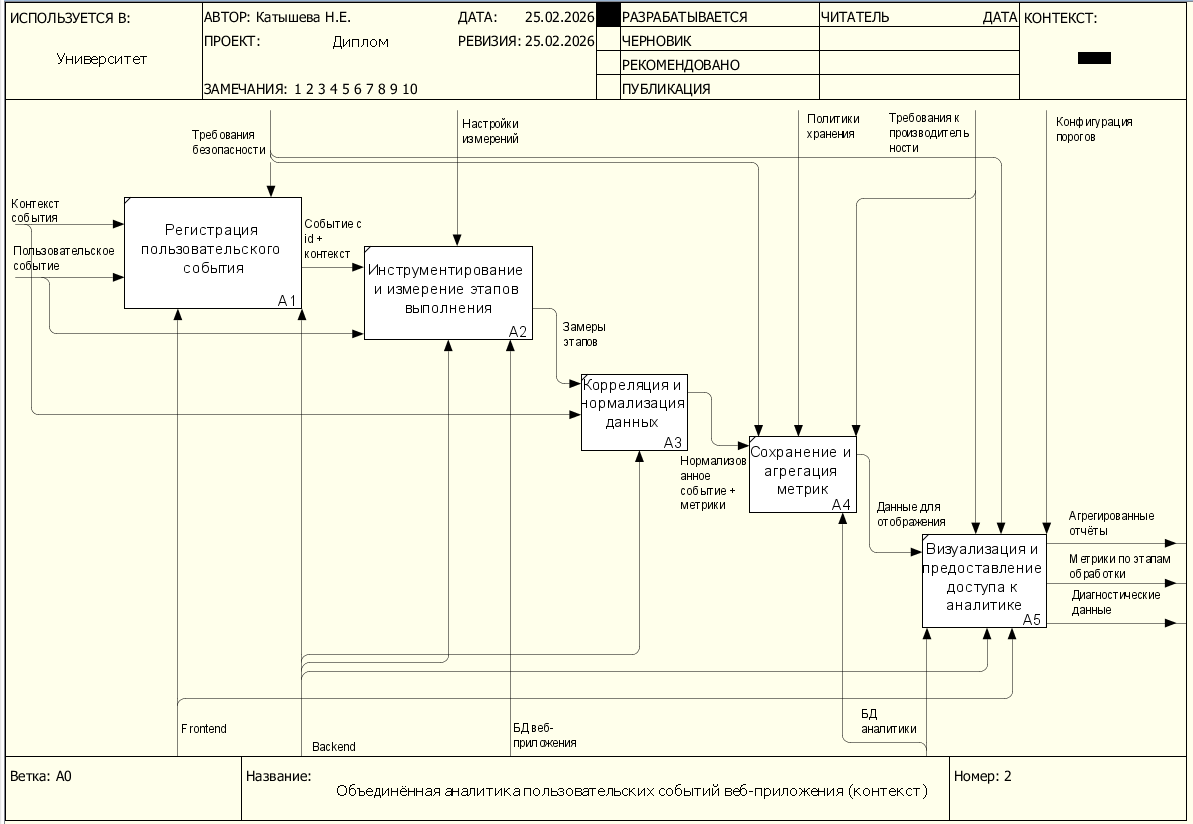 ИСПОЛЬЗУЕТСЯ В:
Университет
АВТОР: Катышева Н.Е.
ДАТА: 25.02.2026
ПРОЕКТ: Диплом
РЕВИЗИЯ: 25.02.2026
ЗАМЕЧАНИЯ: 1 2 3 4 5 6 7 8 9 10
РАЗРАБАТЫВАЕТСЯ
ЧЕРНОВИК
РЕКОМЕНДОВАНО
ПУБЛИКАЦИЯ
ЧИТАТЕЛЬ
ДАТА
КОНТЕКСТ:
Требования
безопасности
Настройки
измерений
Политики
хранения
Требования к
производитель
ности
Конфигурация
порогов
Контекст
события
Пользовательское
событие
Регистрация
пользовательского
события
A1
Событие с
id +
контекст
Инструментирование
и измерение этапов
выполнения
A2
Замеры
этапов
Корреляция и
нормализация
данных
A3
Нормализов
анное
событие +
метрики
Сохранение и
агрегация
метрик
A4
Данные для
отображения
Визуализация и
предоставление
доступа к
аналитике
A5
Агрегированные
отчёты
Метрики по этапам
обработки
Диагностические
данные
Frontend
Backend
БД веб-
приложения
БД
аналитики
Ветка: A0
Название:
Объединённая аналитика пользовательских событий веб-приложения (контекст)
Номер: 2